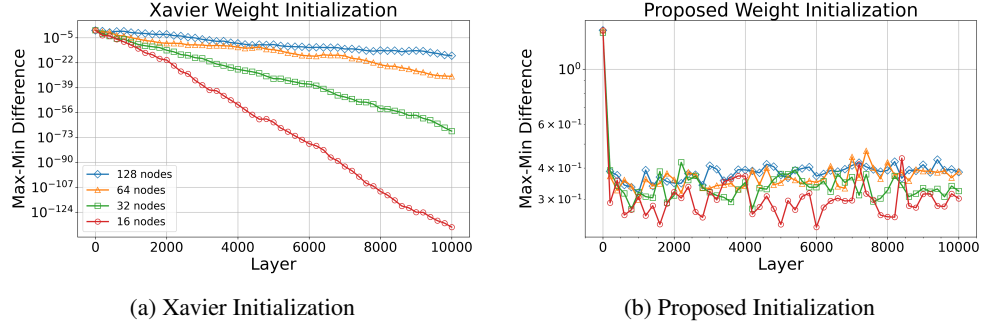 Xavier Weight Initialization
Max-Min Difference
10⁻⁵
10⁻²²
10⁻³⁹
10⁻⁵⁶
10⁻⁷³
10⁻⁹⁰
10⁻¹⁰⁷
10⁻¹²⁴
128 nodes
64 nodes
32 nodes
16 nodes
0 2000 4000 6000 8000 10000
Layer
(a) Xavier Initialization
Proposed Weight Initialization
Max-Min Difference
10⁰
6 × 10⁻¹
4 × 10⁻¹
3 × 10⁻¹
0 2000 4000 6000 8000 10000
Layer
(b) Proposed Initialization